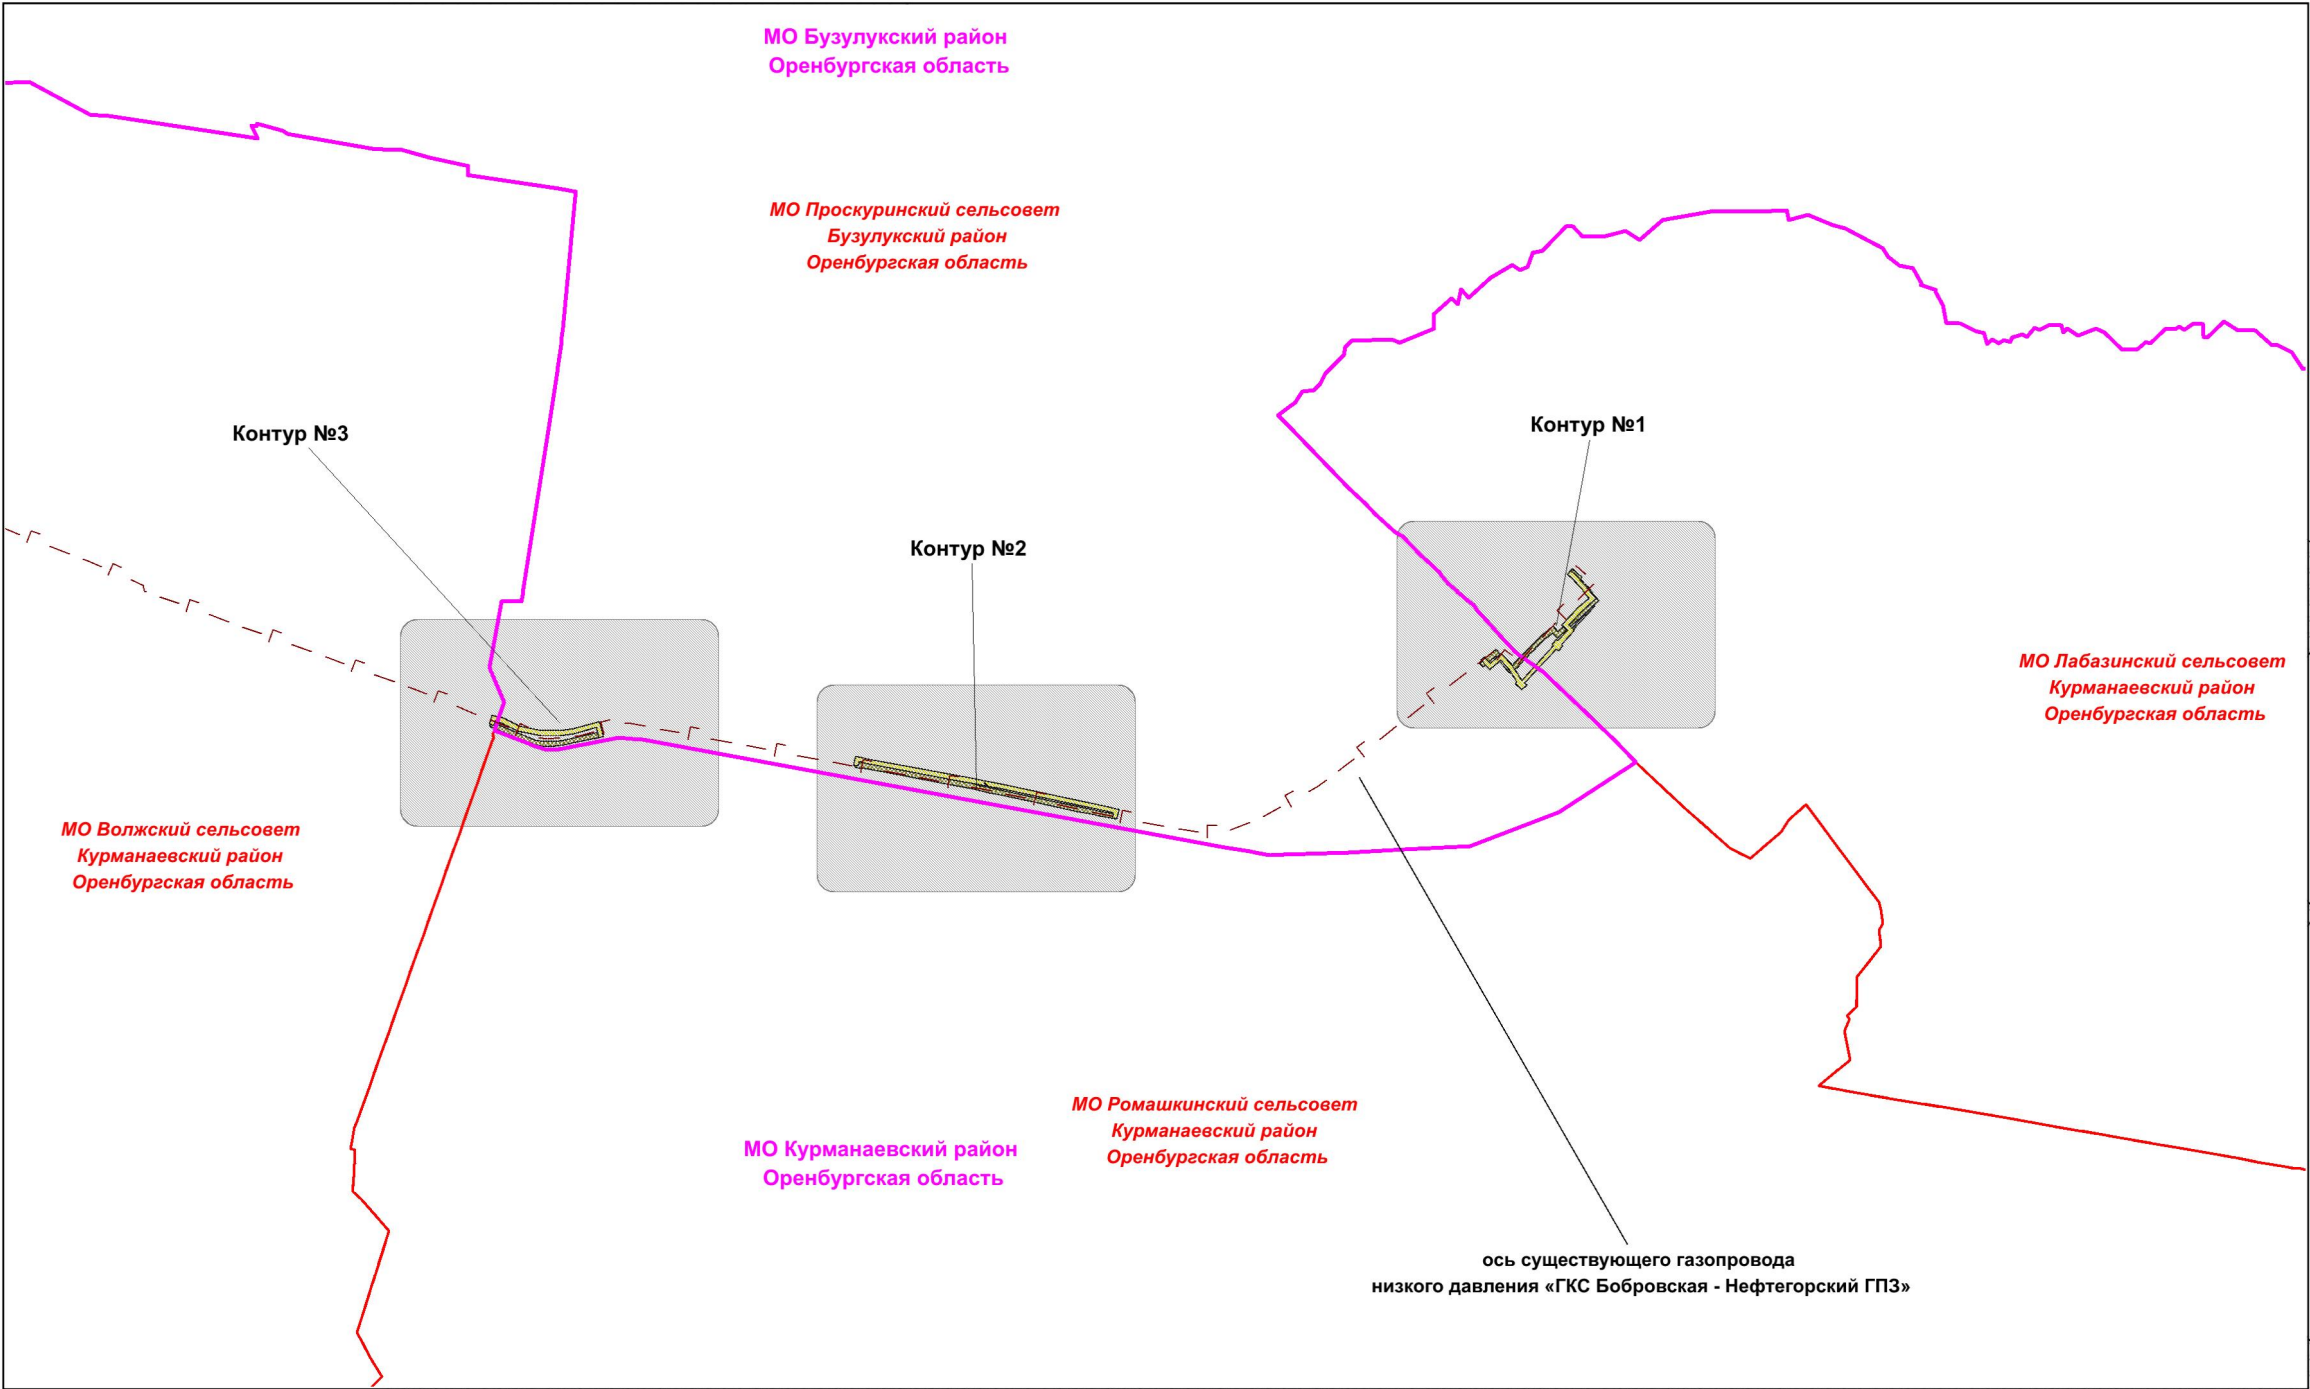 МО Бузулукский район
Оренбургская область
МО Проскуринский сельсовет
Бузулукский район
Оренбургская область
Контур №3
Контур №1
Контур №2
МО Лабазинский сельсовет
Курманаевский район
Оренбургская область
МО Волжский сельсовет
Курманаевский район
Оренбургская область
МО Ромашкинский сельсовет
Курманаевский район
Оренбургская область
МО Курманаевский район
Оренбургская область
ось существующего газопровода
низкого давления «ГКС Бобровская - Нефтегорский ГПЗ»